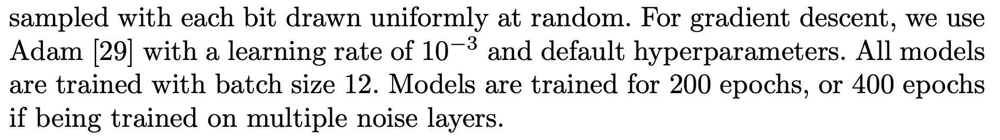 sampled with each bit drawn uniformly at random. For gradient descent, we use
Adam [29] with a learning rate of 10⁻³ and default hyperparameters. All models
are trained with batch size 12. Models are trained for 200 epochs, or 400 epochs
if being trained on multiple noise layers.